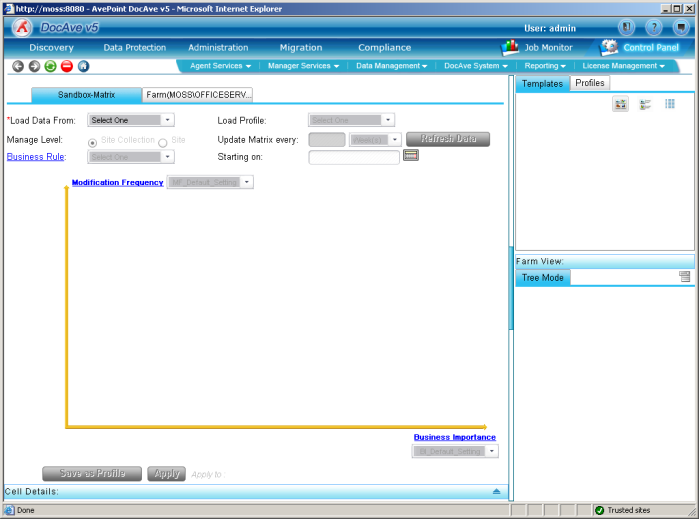 http://moss:8080 - AvePoint DocAve v5 - Microsoft Internet Explorer
DocAve v5
User: admin
Discovery Data Protection Administration Migration Compliance Job Monitor Control Panel
Agent Services Manager Services Data Management DocAve System Reporting License Management
Sandbox-Matrix Farm(MOSS\OFFICESERV...
Templates Profiles
*Load Data From: Select One Load Profile: Select One
Manage Level: Site Collection Site Update Matrix every: Week(s) Refresh Data
Business Rule: Select One Starting on:
Modification Frequency MF_Default_Setting
Farm View:
Tree Mode
Business Importance
BI_Default_Setting
Save as Profile Apply Apply to :
Cell Details:
Done Trusted sites